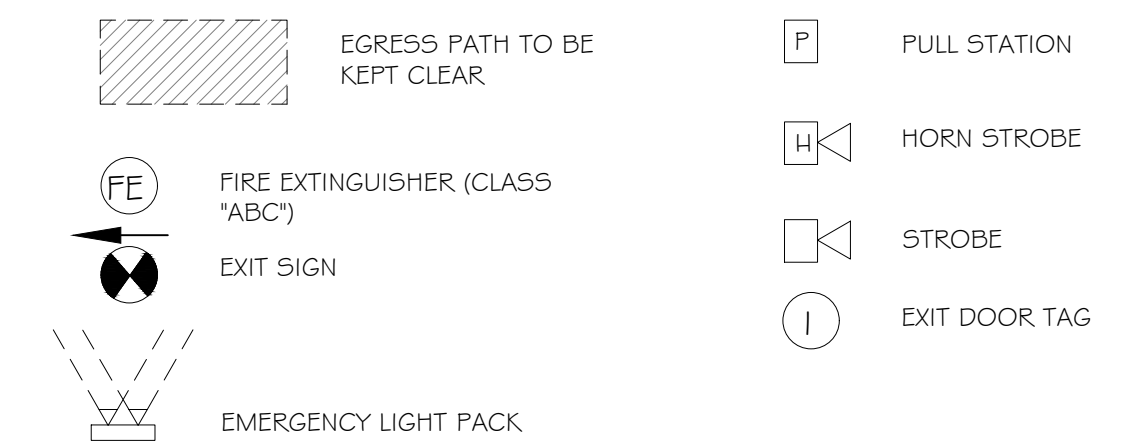 EGRESS PATH TO BE
KEPT CLEAR
FE
FIRE EXTINGUISHER (CLASS
"ABC")
EXIT SIGN
EMERGENCY LIGHT PACK
P
PULL STATION
H
HORN STROBE
STROBE
1
EXIT DOOR TAG